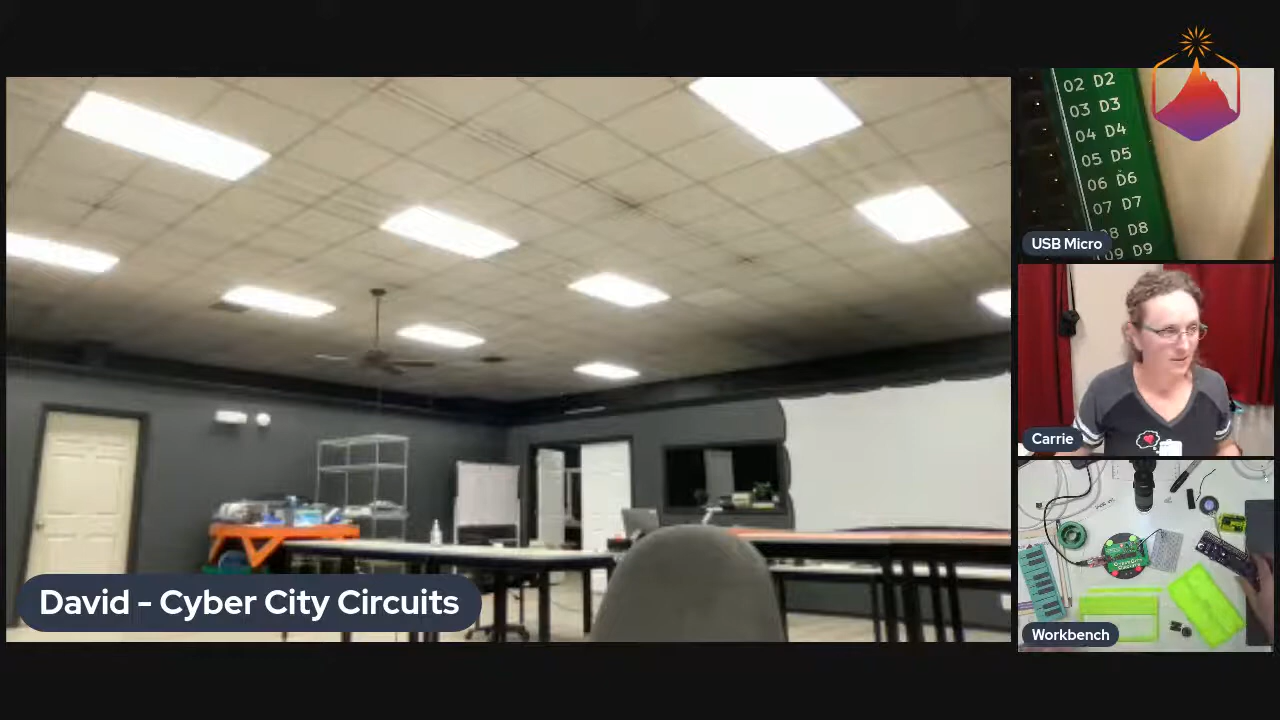 David - Cyber City Circuits
02 D2
03 D3
04 D4
05 D5
06 D6
07 D7
08 D8
09 D9
USB Micro
Carrie
Workbench